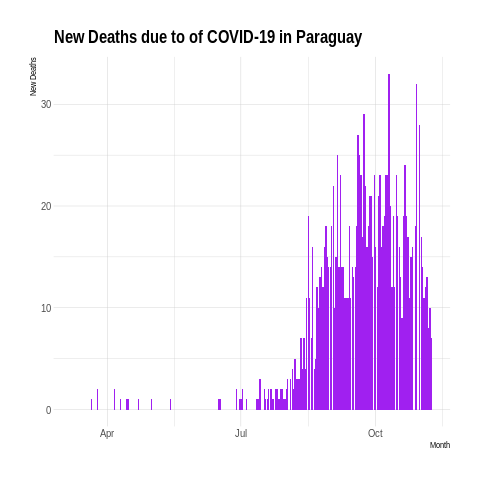 New Deaths due to of COVID-19 in Paraguay
New Deaths
30
20
10
0
Apr
Jul
Oct
Month